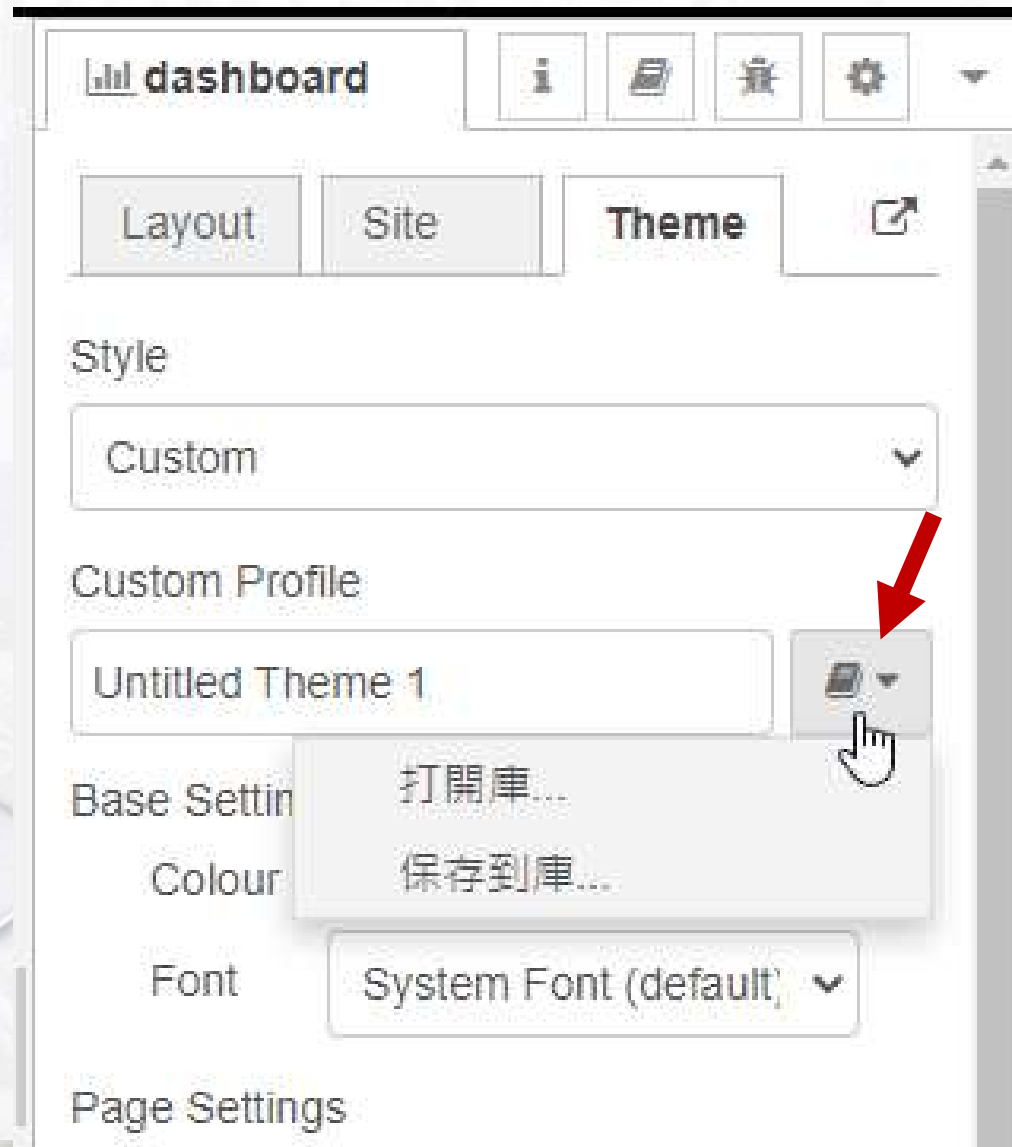 dashboard
Layout Site Theme
Style
Custom
Custom Profile
Untitled Theme 1
打開庫...
Base Settin
保存到庫...
Colour
Font System Font (default)
Page Settings